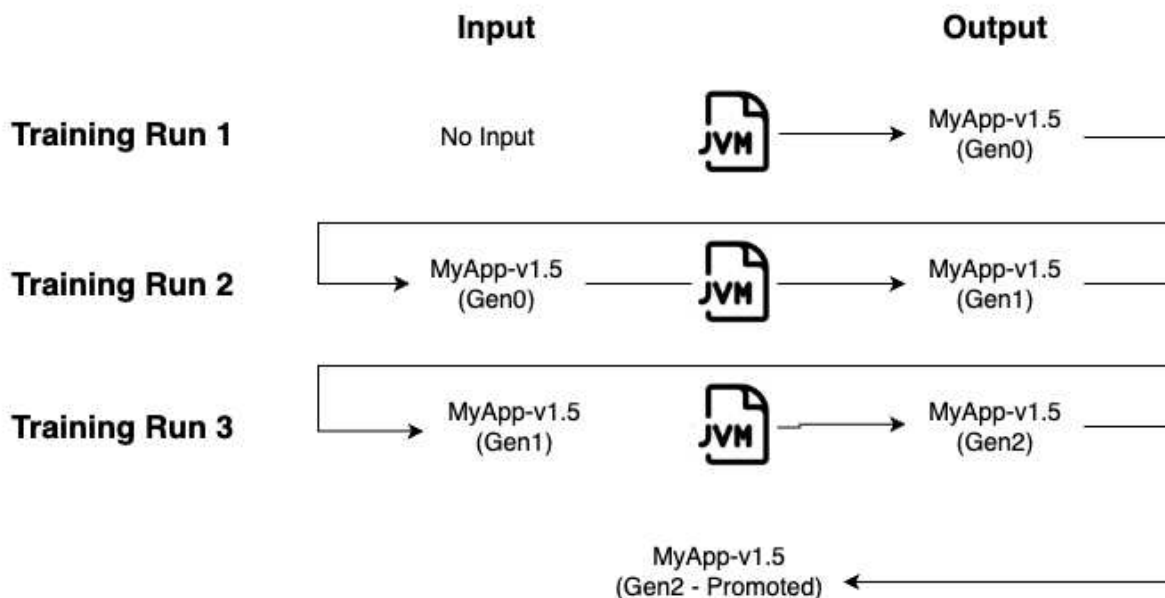 Input
Output
Training Run 1
No Input
JVM
MyApp-v1.5
(Gen0)
Training Run 2
MyApp-v1.5
(Gen0)
JVM
MyApp-v1.5
(Gen1)
Training Run 3
MyApp-v1.5
(Gen1)
JVM
MyApp-v1.5
(Gen2)
MyApp-v1.5
(Gen2 - Promoted)